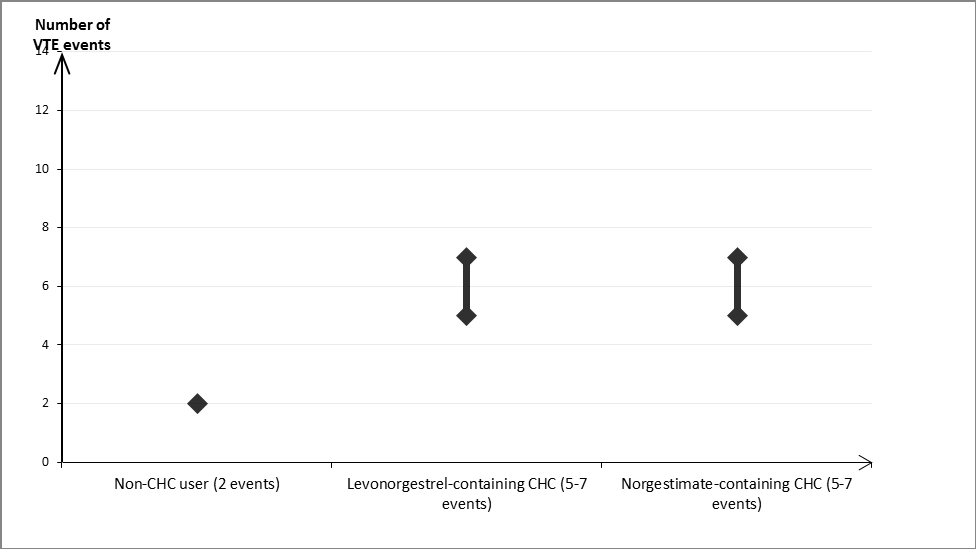 Number of
VTE events
14
12
10
8
6
4
2
0
Non-CHC user (2 events)
Levonorgestrel-containing CHC (5-7
events)
Norgestimate-containing CHC (5-7
events)